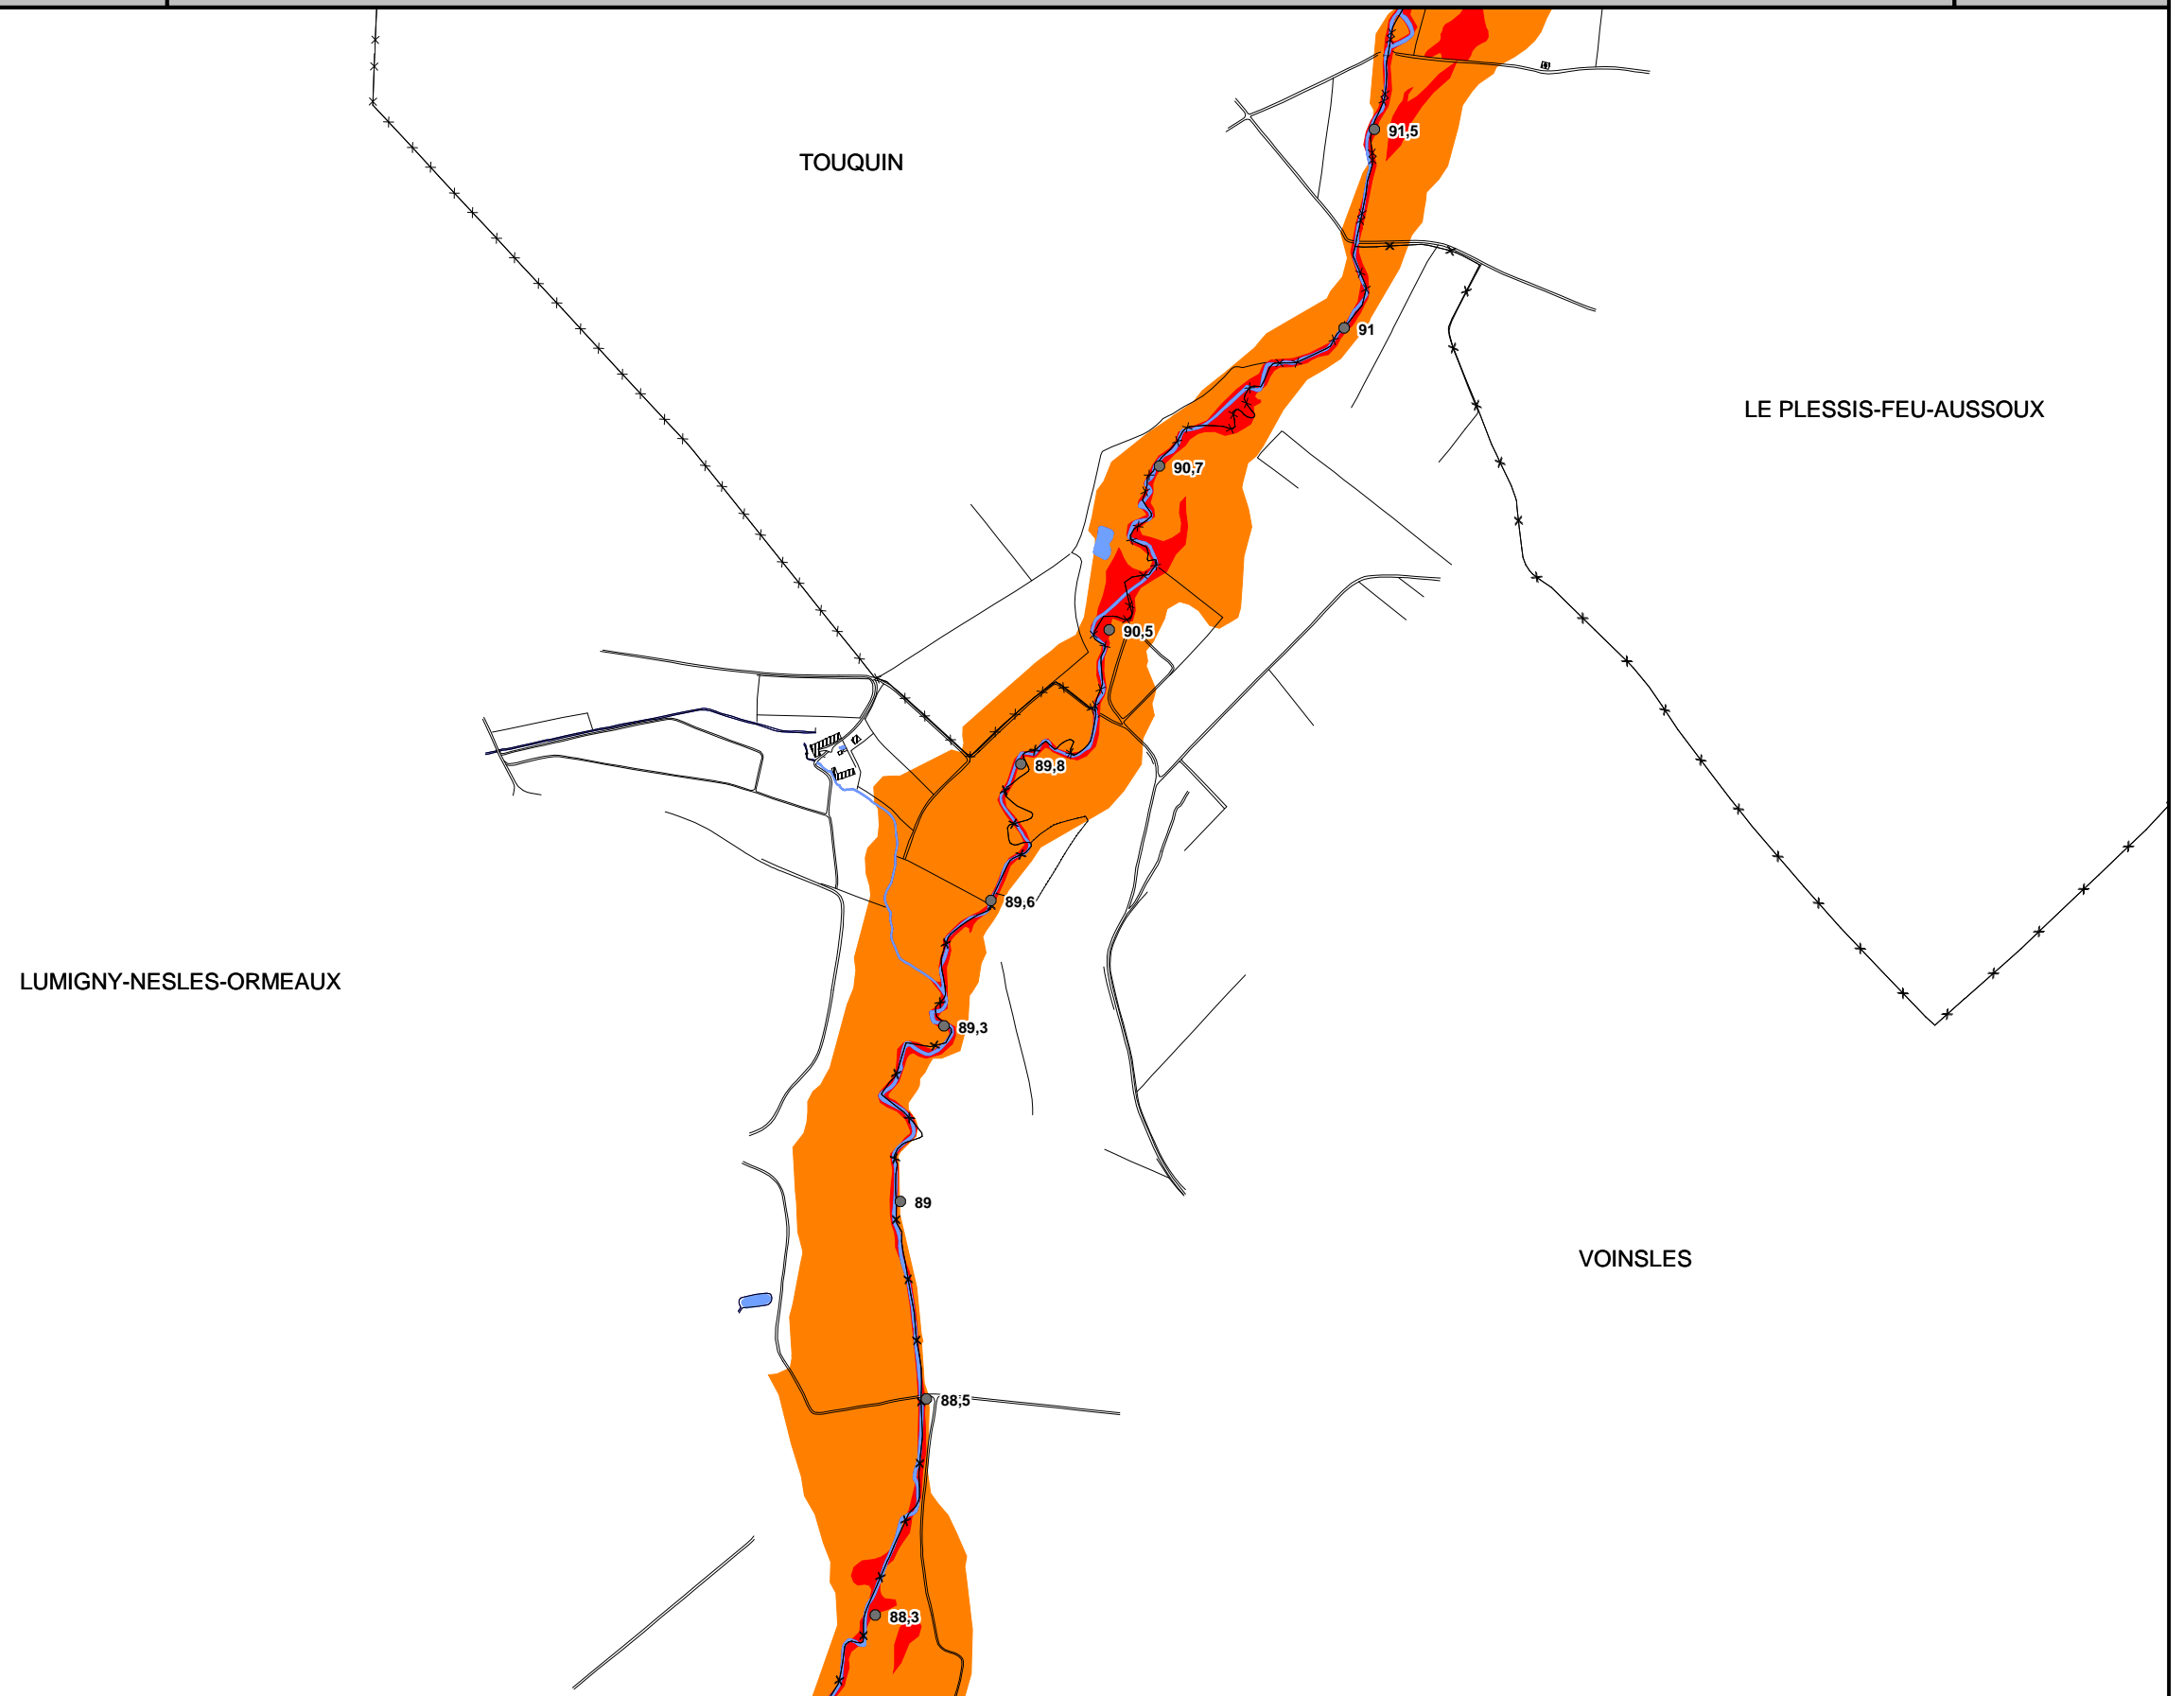 91,5
TOUQUIN
91
LE PLESSIS-FEU-AUSSOUX
90,7
90,5
89,8
89,6
LUMIGNY-NESLES-ORMEAUX
89,3
89
VOINSLES
88,5
88,3